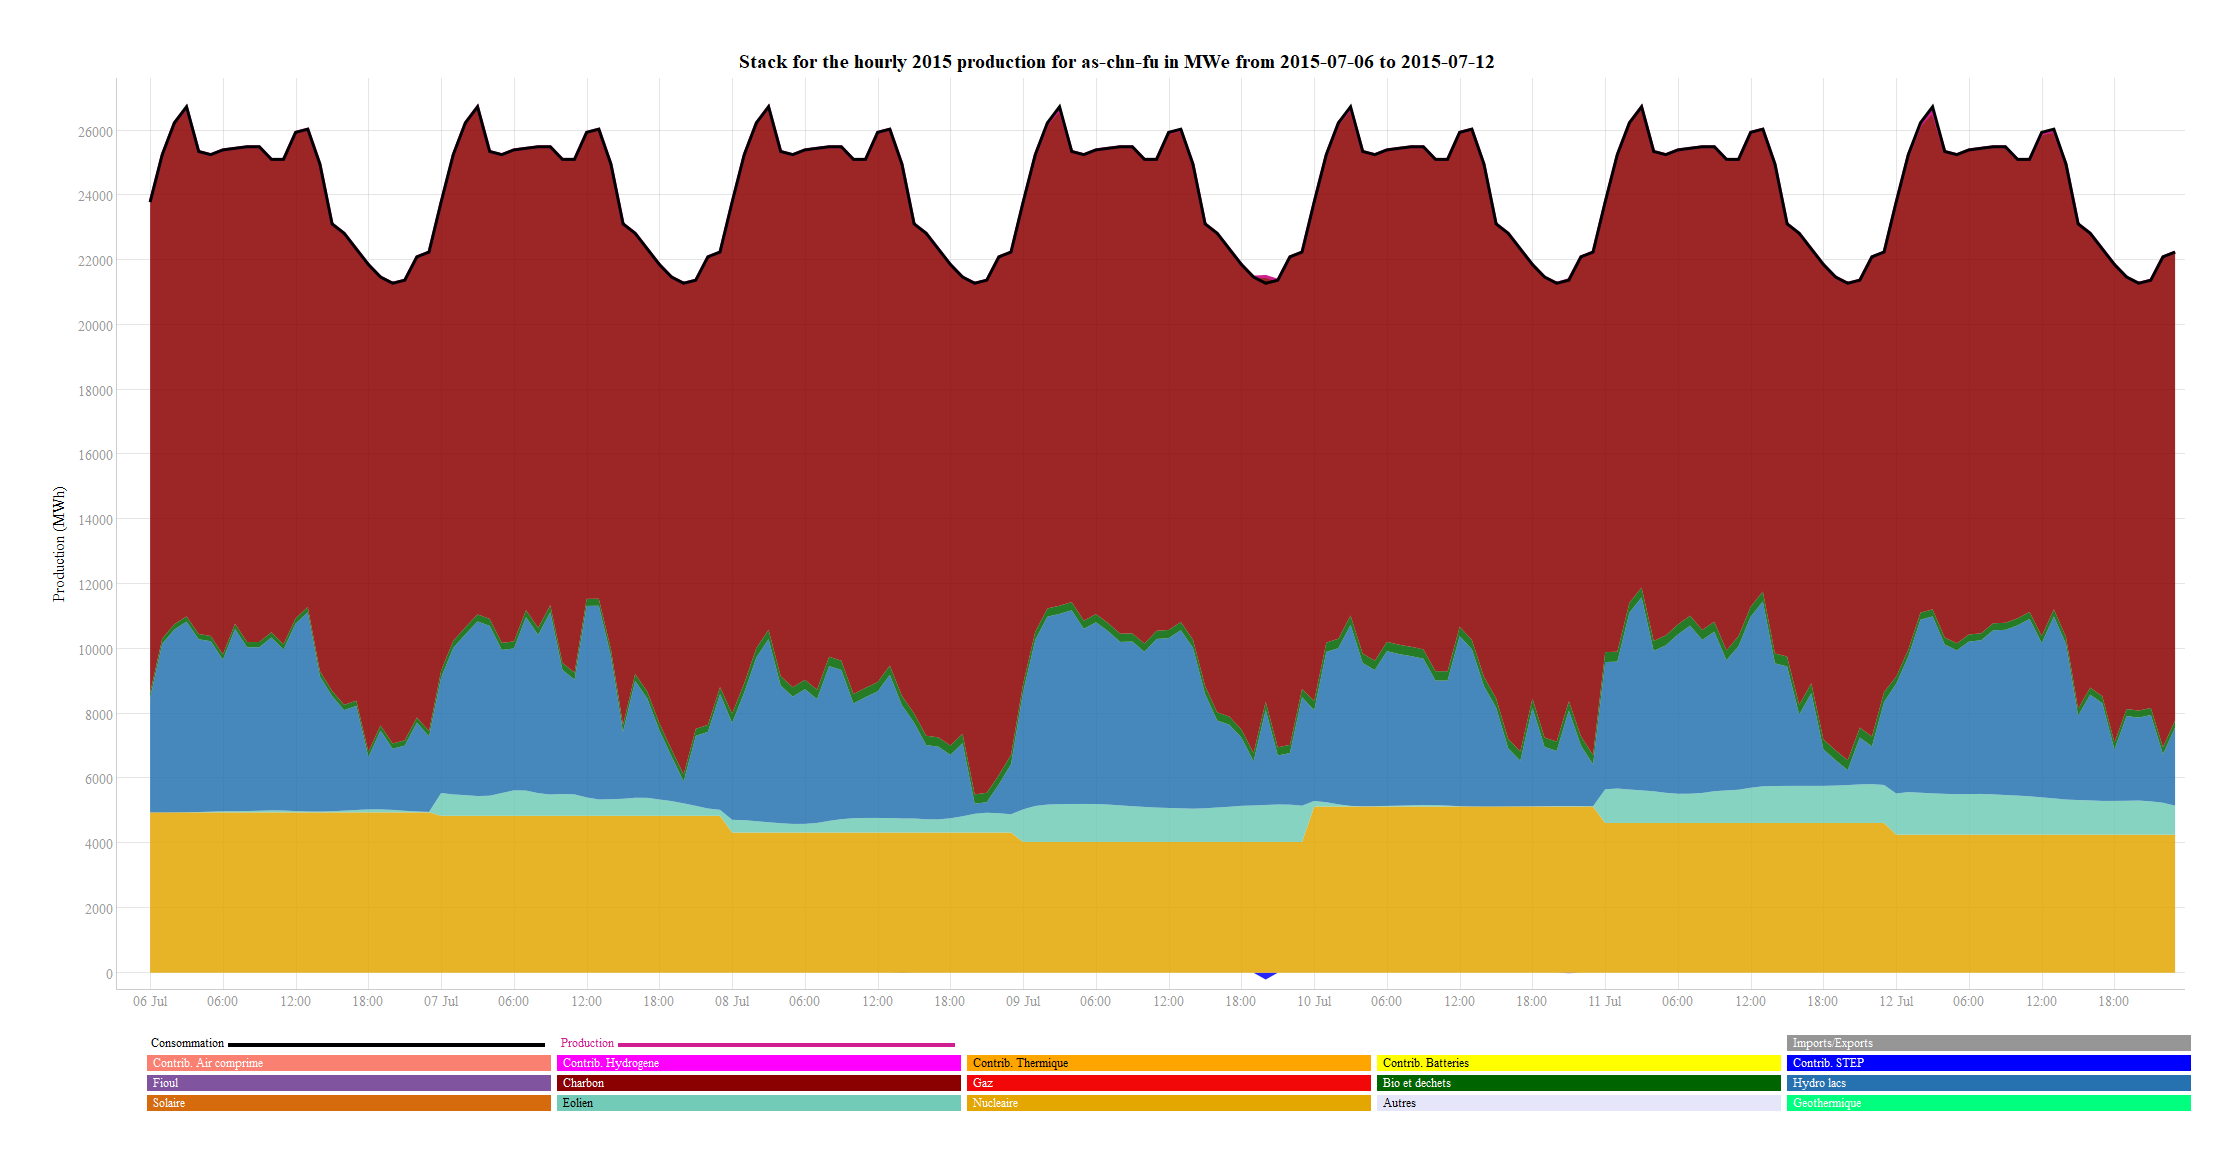 Stack for the hourly 2015 production for as-chn-fu in MWe from 2015-07-06 to 2015-07-12
Production (MWh)
26000
24000
22000
20000
18000
16000
14000
12000
10000
8000
6000
4000
2000
0
06 Jul 06:00 12:00 18:00 07 Jul 06:00 12:00 18:00 08 Jul 06:00 12:00 18:00 09 Jul 06:00 12:00 18:00 10 Jul 06:00 12:00 18:00 11 Jul 06:00 12:00 18:00 12 Jul 06:00 12:00 18:00
Consommation Production Imports/Exports
Contrib. Air comprime Contrib. Hydrogene Contrib. Thermique Contrib. Batteries Contrib. STEP
Fioul Charbon Gaz Bio et dechets Hydro lacs
Solaire Eolien Nucleaire Autres Geothermique